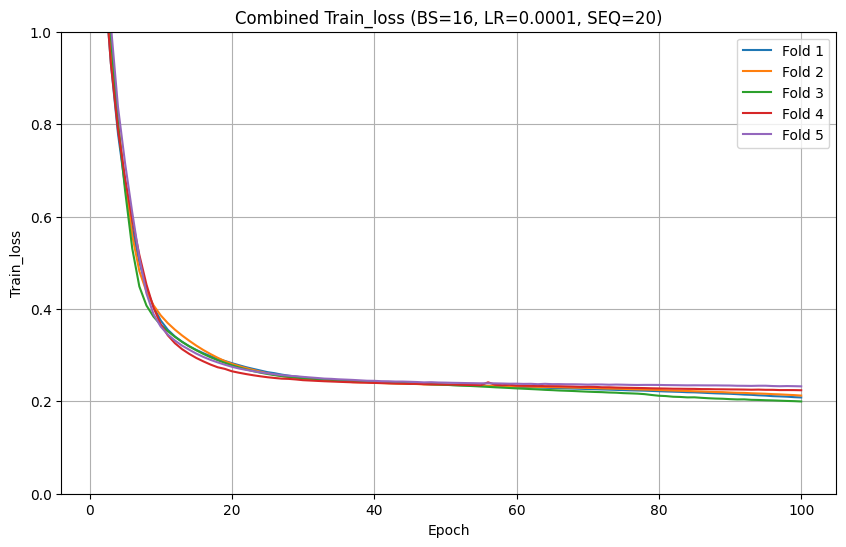 Combined Train_loss (BS=16, LR=0.0001, SEQ=20)
Fold 1
Fold 2
Fold 3
Fold 4
Fold 5
Train_loss
1.0
0.8
0.6
0.4
0.2
0.0
0 20 40 60 80 100
Epoch